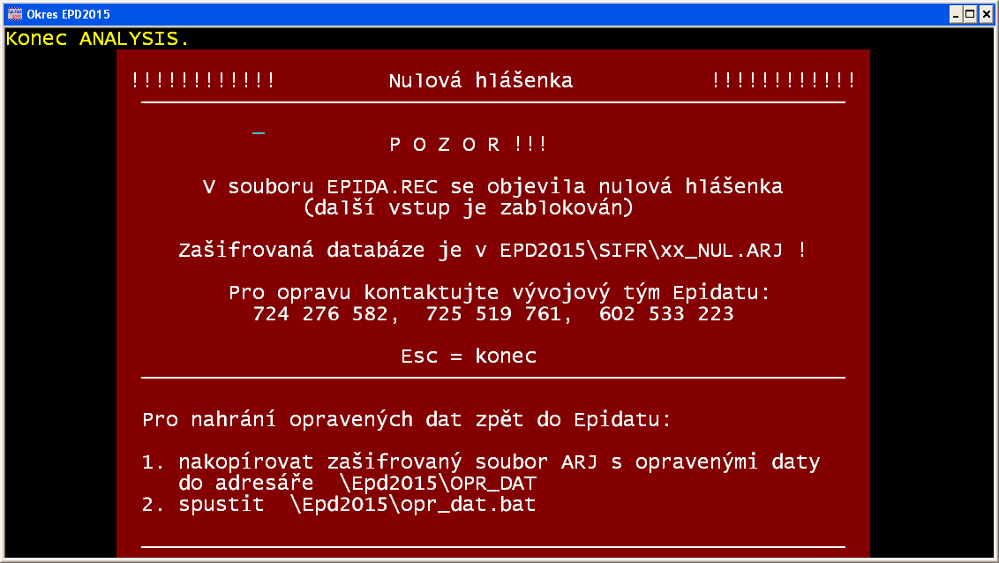 Okres EPD2015
Konec ANALYSIS.
!!!!!!!!!!!! Nulová hlášenka !!!!!!!!!!!!
P O Z O R !!!
V souboru EPIDA.REC se objevila nulová hlášenka
(další vstup je zablokován)
Zašifrovaná databáze je v EPD2015\SIFR\xx_NUL.ARJ !
Pro opravu kontaktujte vývojový tým Epidatu:
724 276 582, 725 519 761, 602 533 223
Esc = konec
Pro nahrání opravených dat zpět do Epidatu:
1. nakopírovat zašifrovaný soubor ARJ s opravenými daty
do adresáře \Epd2015\OPR_DAT
2. spustit \Epd2015\opr_dat.bat